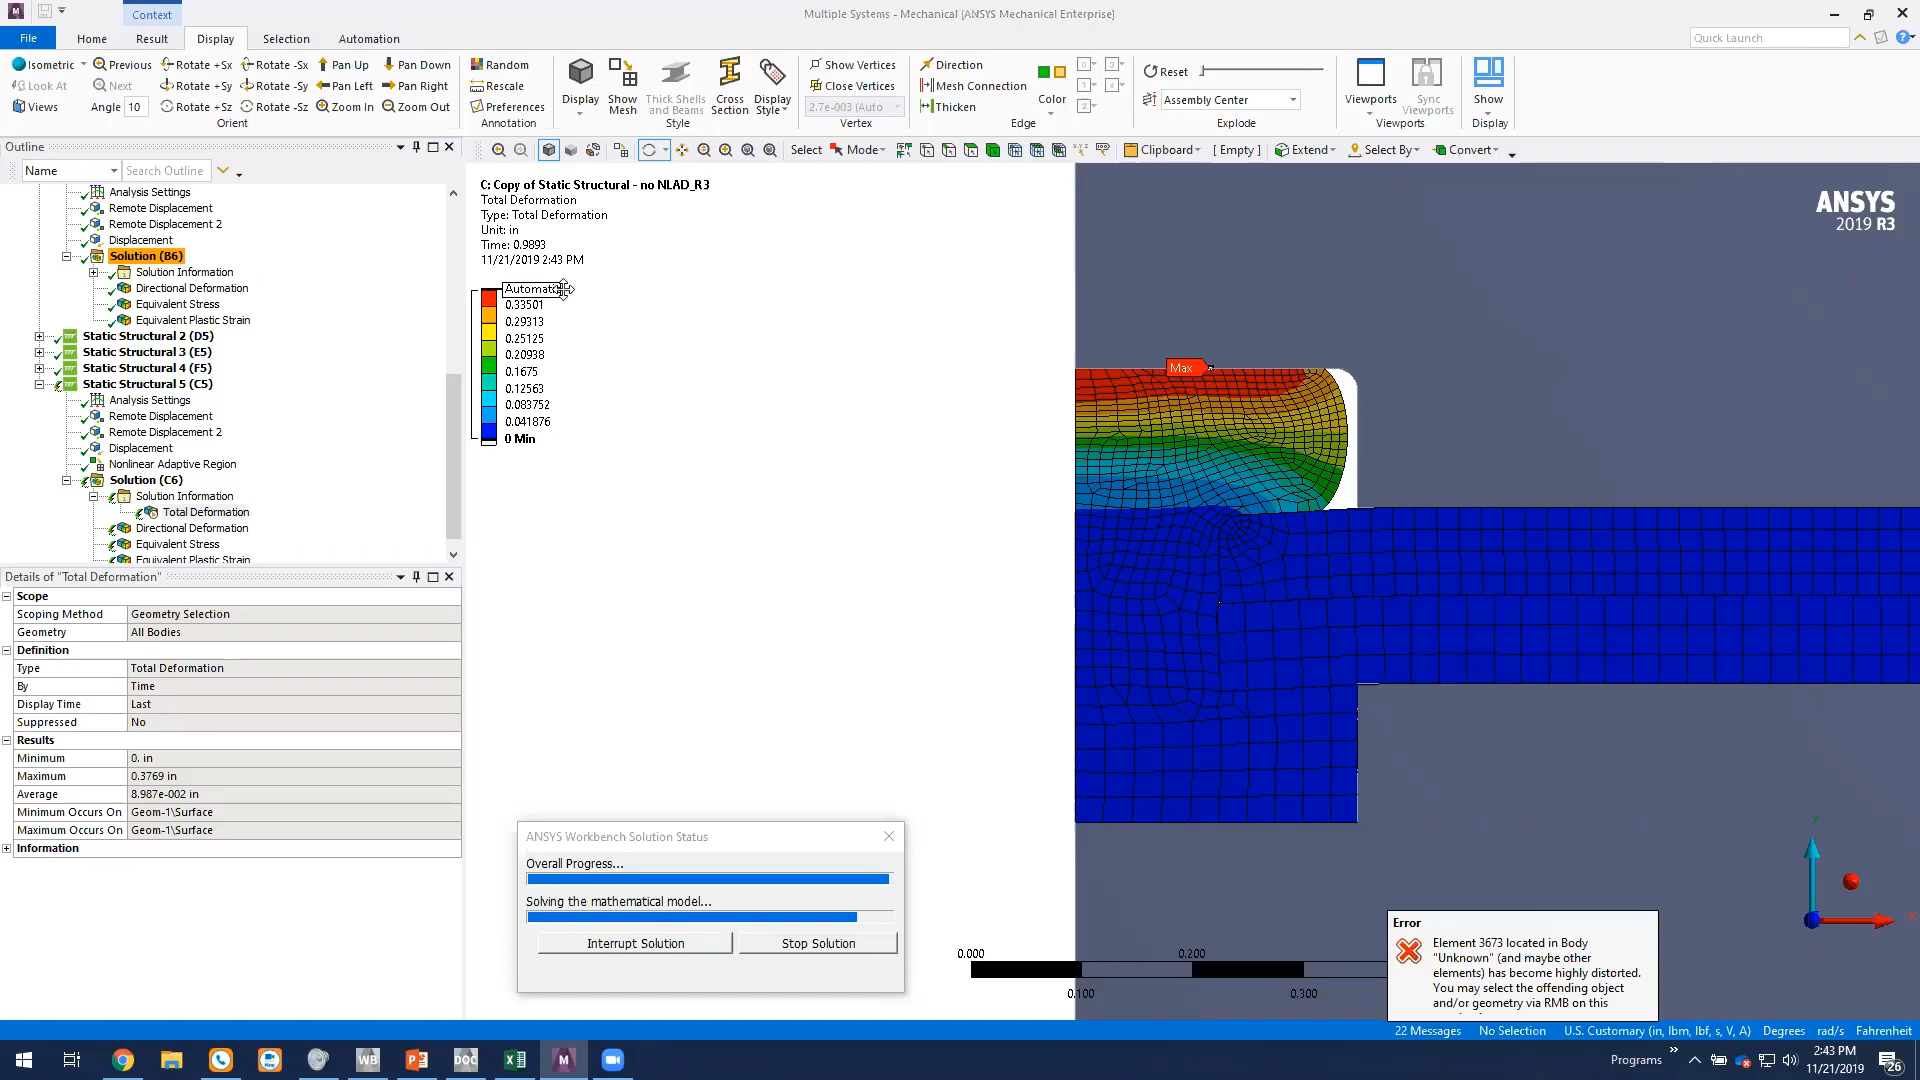 Context
Multiple Systems - Mechanical [ANSYS Mechanical Enterprise]
File
Home
Result
Display
Selection
Automation
Quick Launch
Isometric
Previous
Rotate +Sx
Rotate -Sx
Pan Up
Pan Down
Look At
Next
Rotate +Sy
Rotate -Sy
Pan Left
Pan Right
Views
Angle 10
Rotate +Sz
Rotate -Sz
Zoom In
Zoom Out
Orient
Random
Rescale
Preferences
Annotation
Display
Show
Mesh
Thick Shells
and Beams
Cross
Section
Display
Style
Style
Show Vertices
Close Vertices
2.7e-003 (Auto
Vertex
Direction
Mesh Connection
Thicken
Color
Edge
Reset
Assembly Center
Explode
Viewports
Sync
Viewports
Viewports
Show
Display
Outline
Name
Search Outline
Select
Mode
Clipboard
[ Empty ]
Extend
Select By
Convert
Analysis Settings
Remote Displacement
Remote Displacement 2
Displacement
Solution (B6)
Solution Information
Directional Deformation
Equivalent Stress
Equivalent Plastic Strain
Static Structural 2 (D5)
Static Structural 3 (E5)
Static Structural 4 (F5)
Static Structural 5 (C5)
Analysis Settings
Remote Displacement
Remote Displacement 2
Displacement
Nonlinear Adaptive Region
Solution (C6)
Solution Information
Total Deformation
Directional Deformation
Equivalent Stress
Equivalent Plastic Strain
Details of "Total Deformation"
Scope
Scoping Method Geometry Selection
Geometry All Bodies
Definition
Type Total Deformation
By Time
Display Time Last
Suppressed No
Results
Minimum 0. in
Maximum 0.3769 in
Average 8.987e-002 in
Minimum Occurs On Geom-1\Surface
Maximum Occurs On Geom-1\Surface
Information
C: Copy of Static Structural - no NLAD_R3
Total Deformation
Type: Total Deformation
Unit: in
Time: 0.9893
11/21/2019 2:43 PM
0.33501
0.29313
0.25125
0.20938
0.1675
0.12563
0.083752
0.041876
0 Min
Max
ANSYS
2019 R3
ANSYS Workbench Solution Status
Overall Progress...
Solving the mathematical model...
Interrupt Solution
Stop Solution
0.000
0.200
0.100
0.300
Error
Element 3673 located in Body
"Unknown" (and maybe other
elements) has become highly distorted.
You may select the offending object
and/or geometry via RMB on this
22 Messages
No Selection
U.S. Customary (in, lbm, lbf, s, V, A)
Degrees
rad/s
Fahrenheit
WB
DOC
M
Programs
2:43 PM
11/21/2019
26